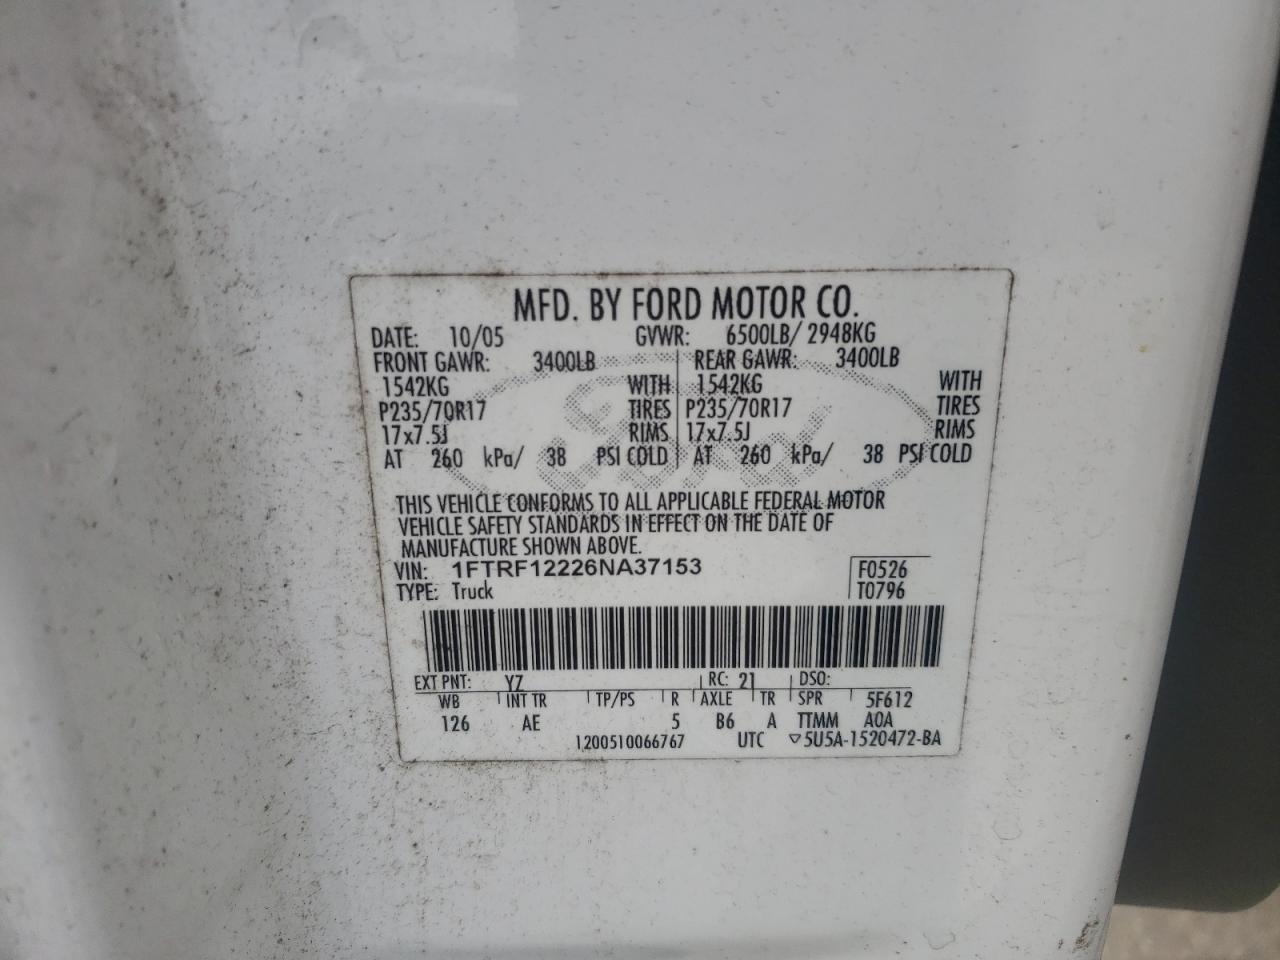 MFD. BY FORD MOTOR CO.
DATE: 10/05 GVWR: 6500LB/ 2948KG
FRONT GAWR: 3400LB REAR GAWR: 3400LB
1542KG WITH 1542KG WITH
P235/70R17 TIRES P235/70R17 TIRES
17x7.5J RIMS 17x7.5J RIMS
AT 260 kPa/ 38 PSI COLD AT 260 kPa/ 38 PSI COLD
Ford
THIS VEHICLE CONFORMS TO ALL APPLICABLE FEDERAL MOTOR
VEHICLE SAFETY STANDARDS IN EFFECT ON THE DATE OF
MANUFACTURE SHOWN ABOVE.
VIN: 1FTRF12226NA37153 F0526
TYPE: Truck T0796
EXT PNT: YZ RC: 21 DSO:
WB INT TR TP/PS R AXLE TR SPR 5F612
126 AE 5 B6 A TTMM A0A
1200510066767 UTC ▽5U5A-1520472-BA